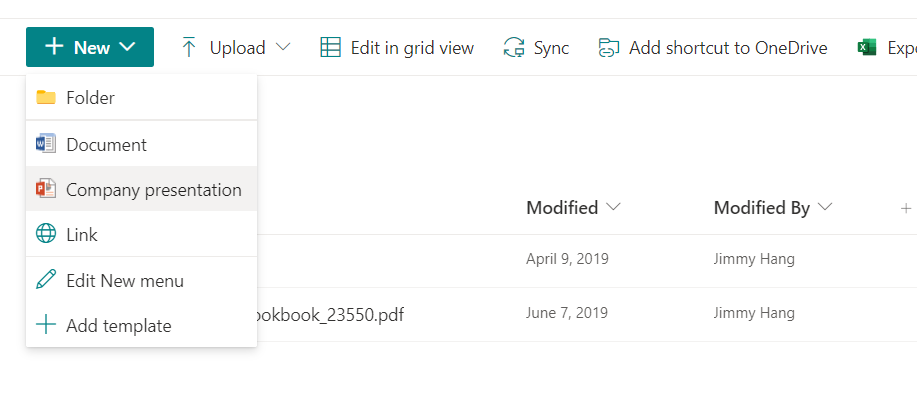 New Upload Edit in grid view Sync Add shortcut to OneDrive Expo
Folder
Document
Company presentation
Link
Edit New menu
Add template
Modified Modified By
April 9, 2019 Jimmy Hang
ookbook_23550.pdf June 7, 2019 Jimmy Hang